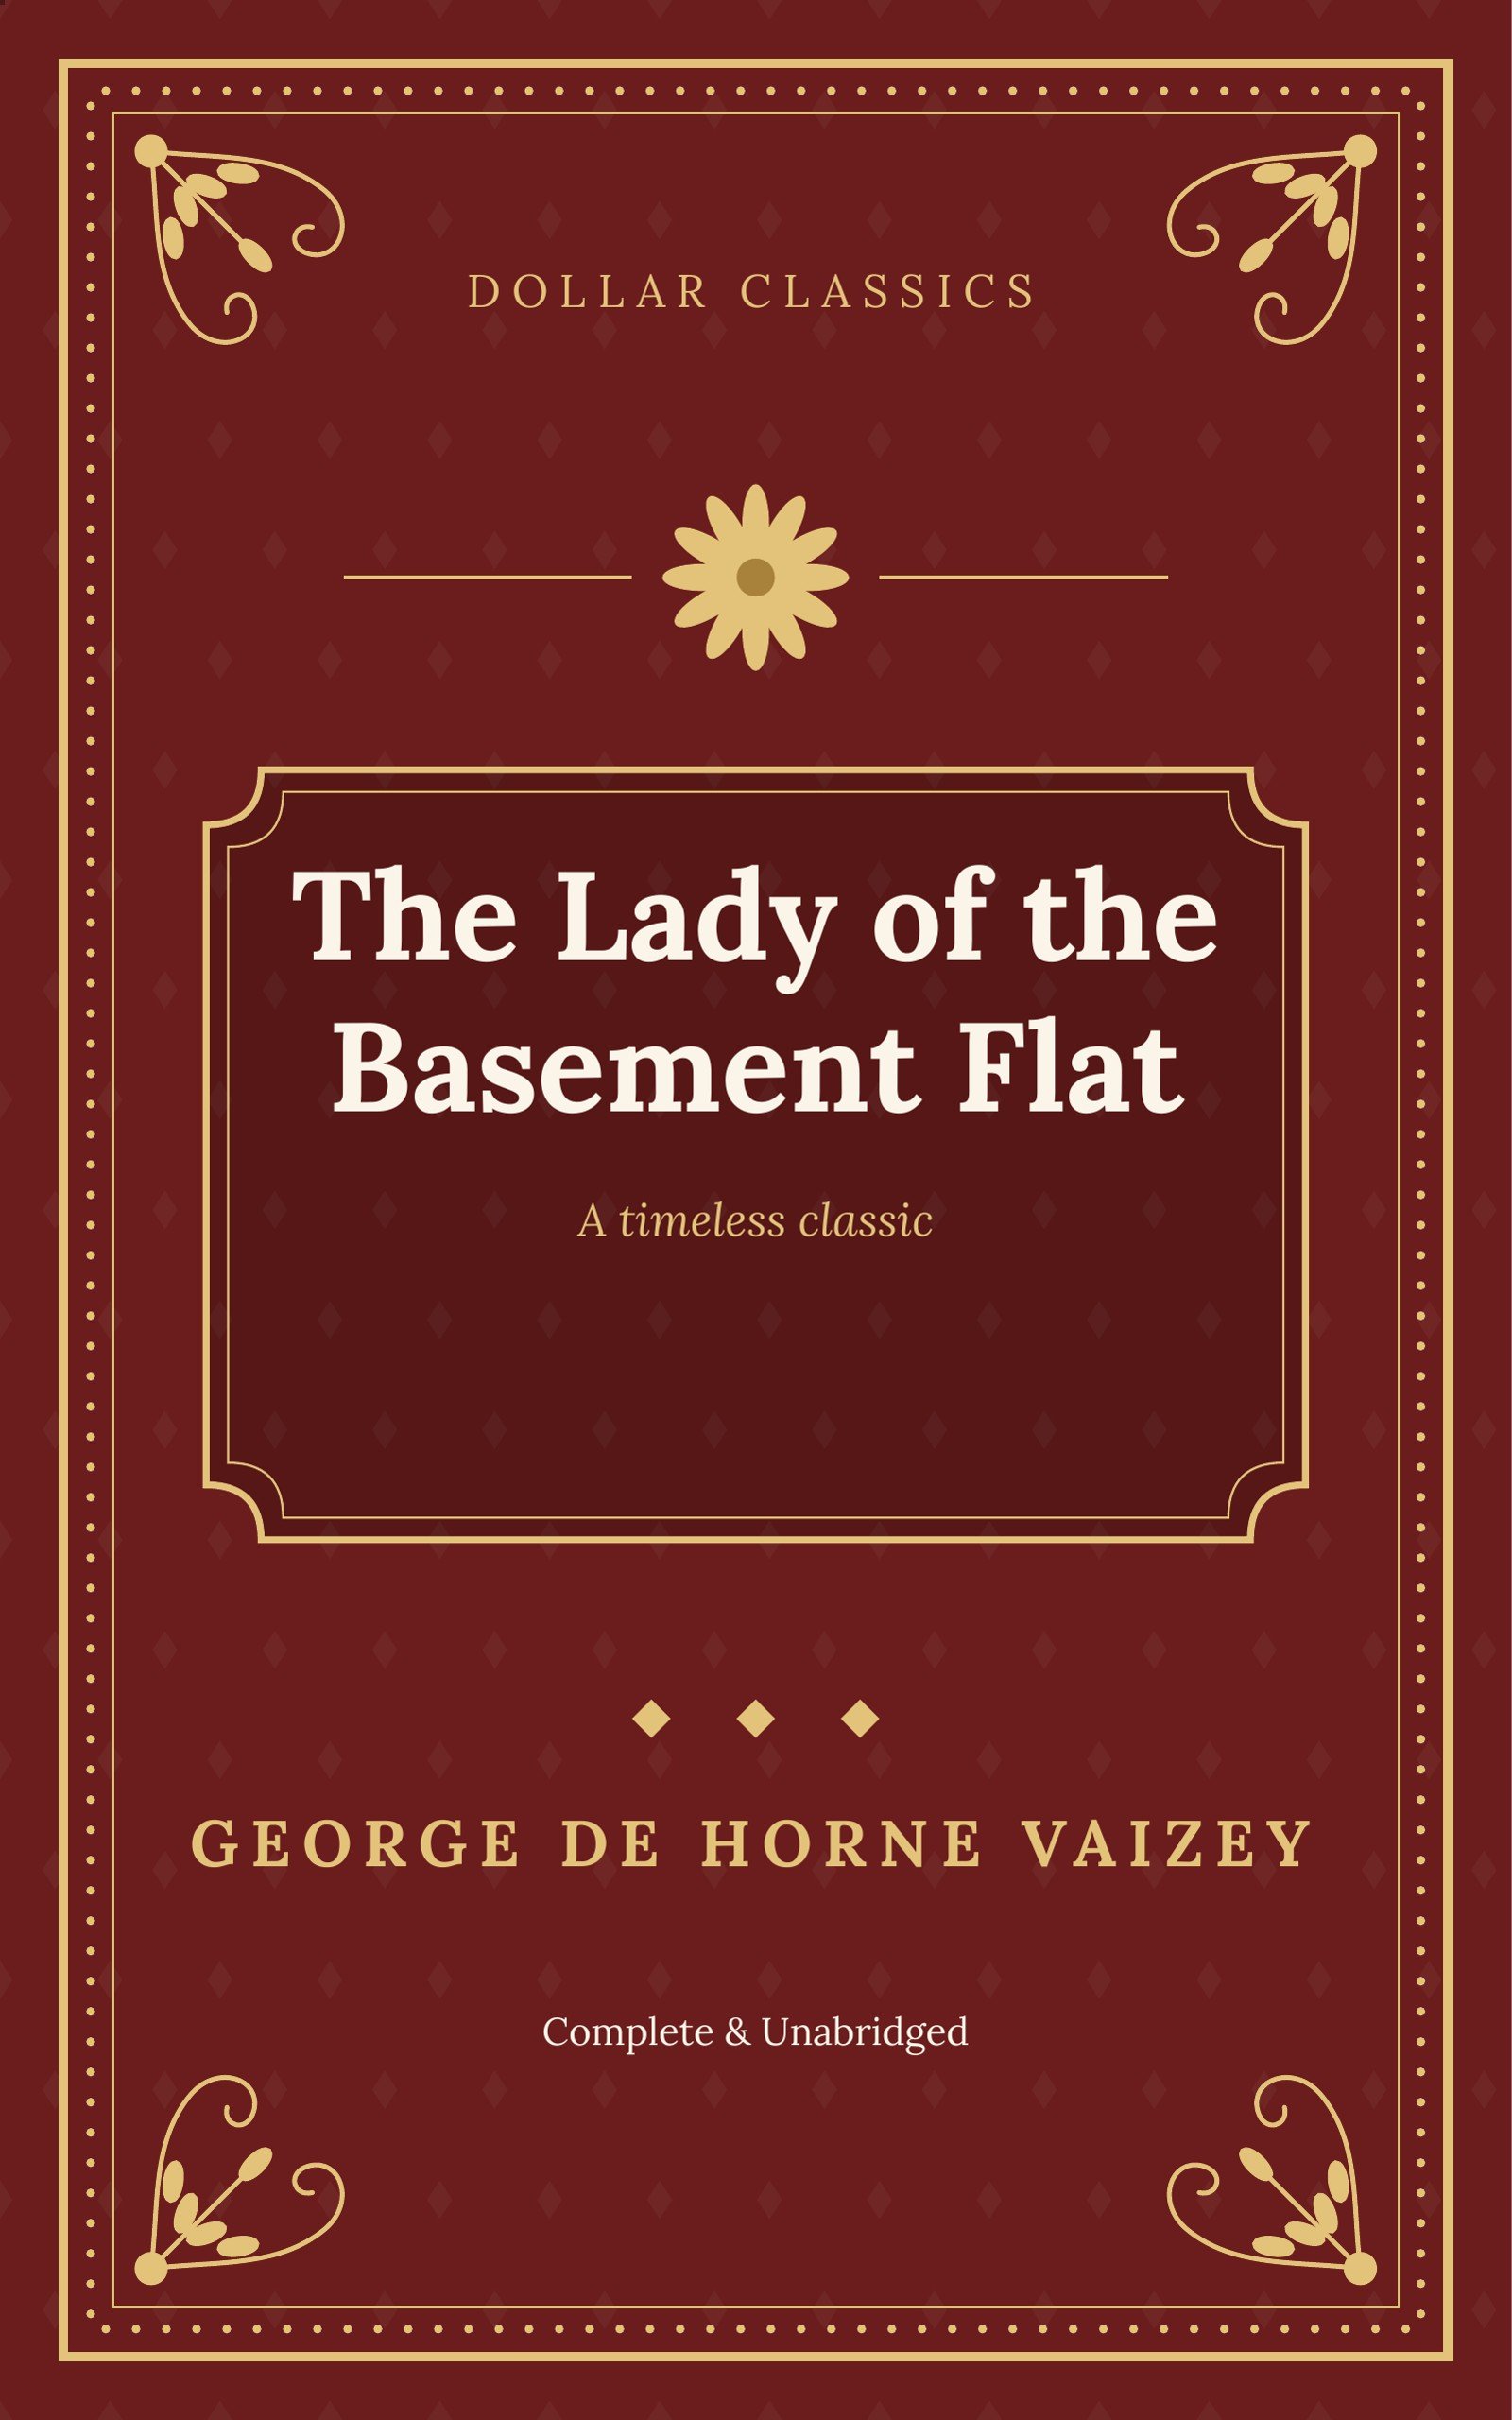 DOLLAR CLASSICS
The Lady of the
Basement Flat
A timeless classic
GEORGE DE HORNE VAIZEY
Complete & Unabridged